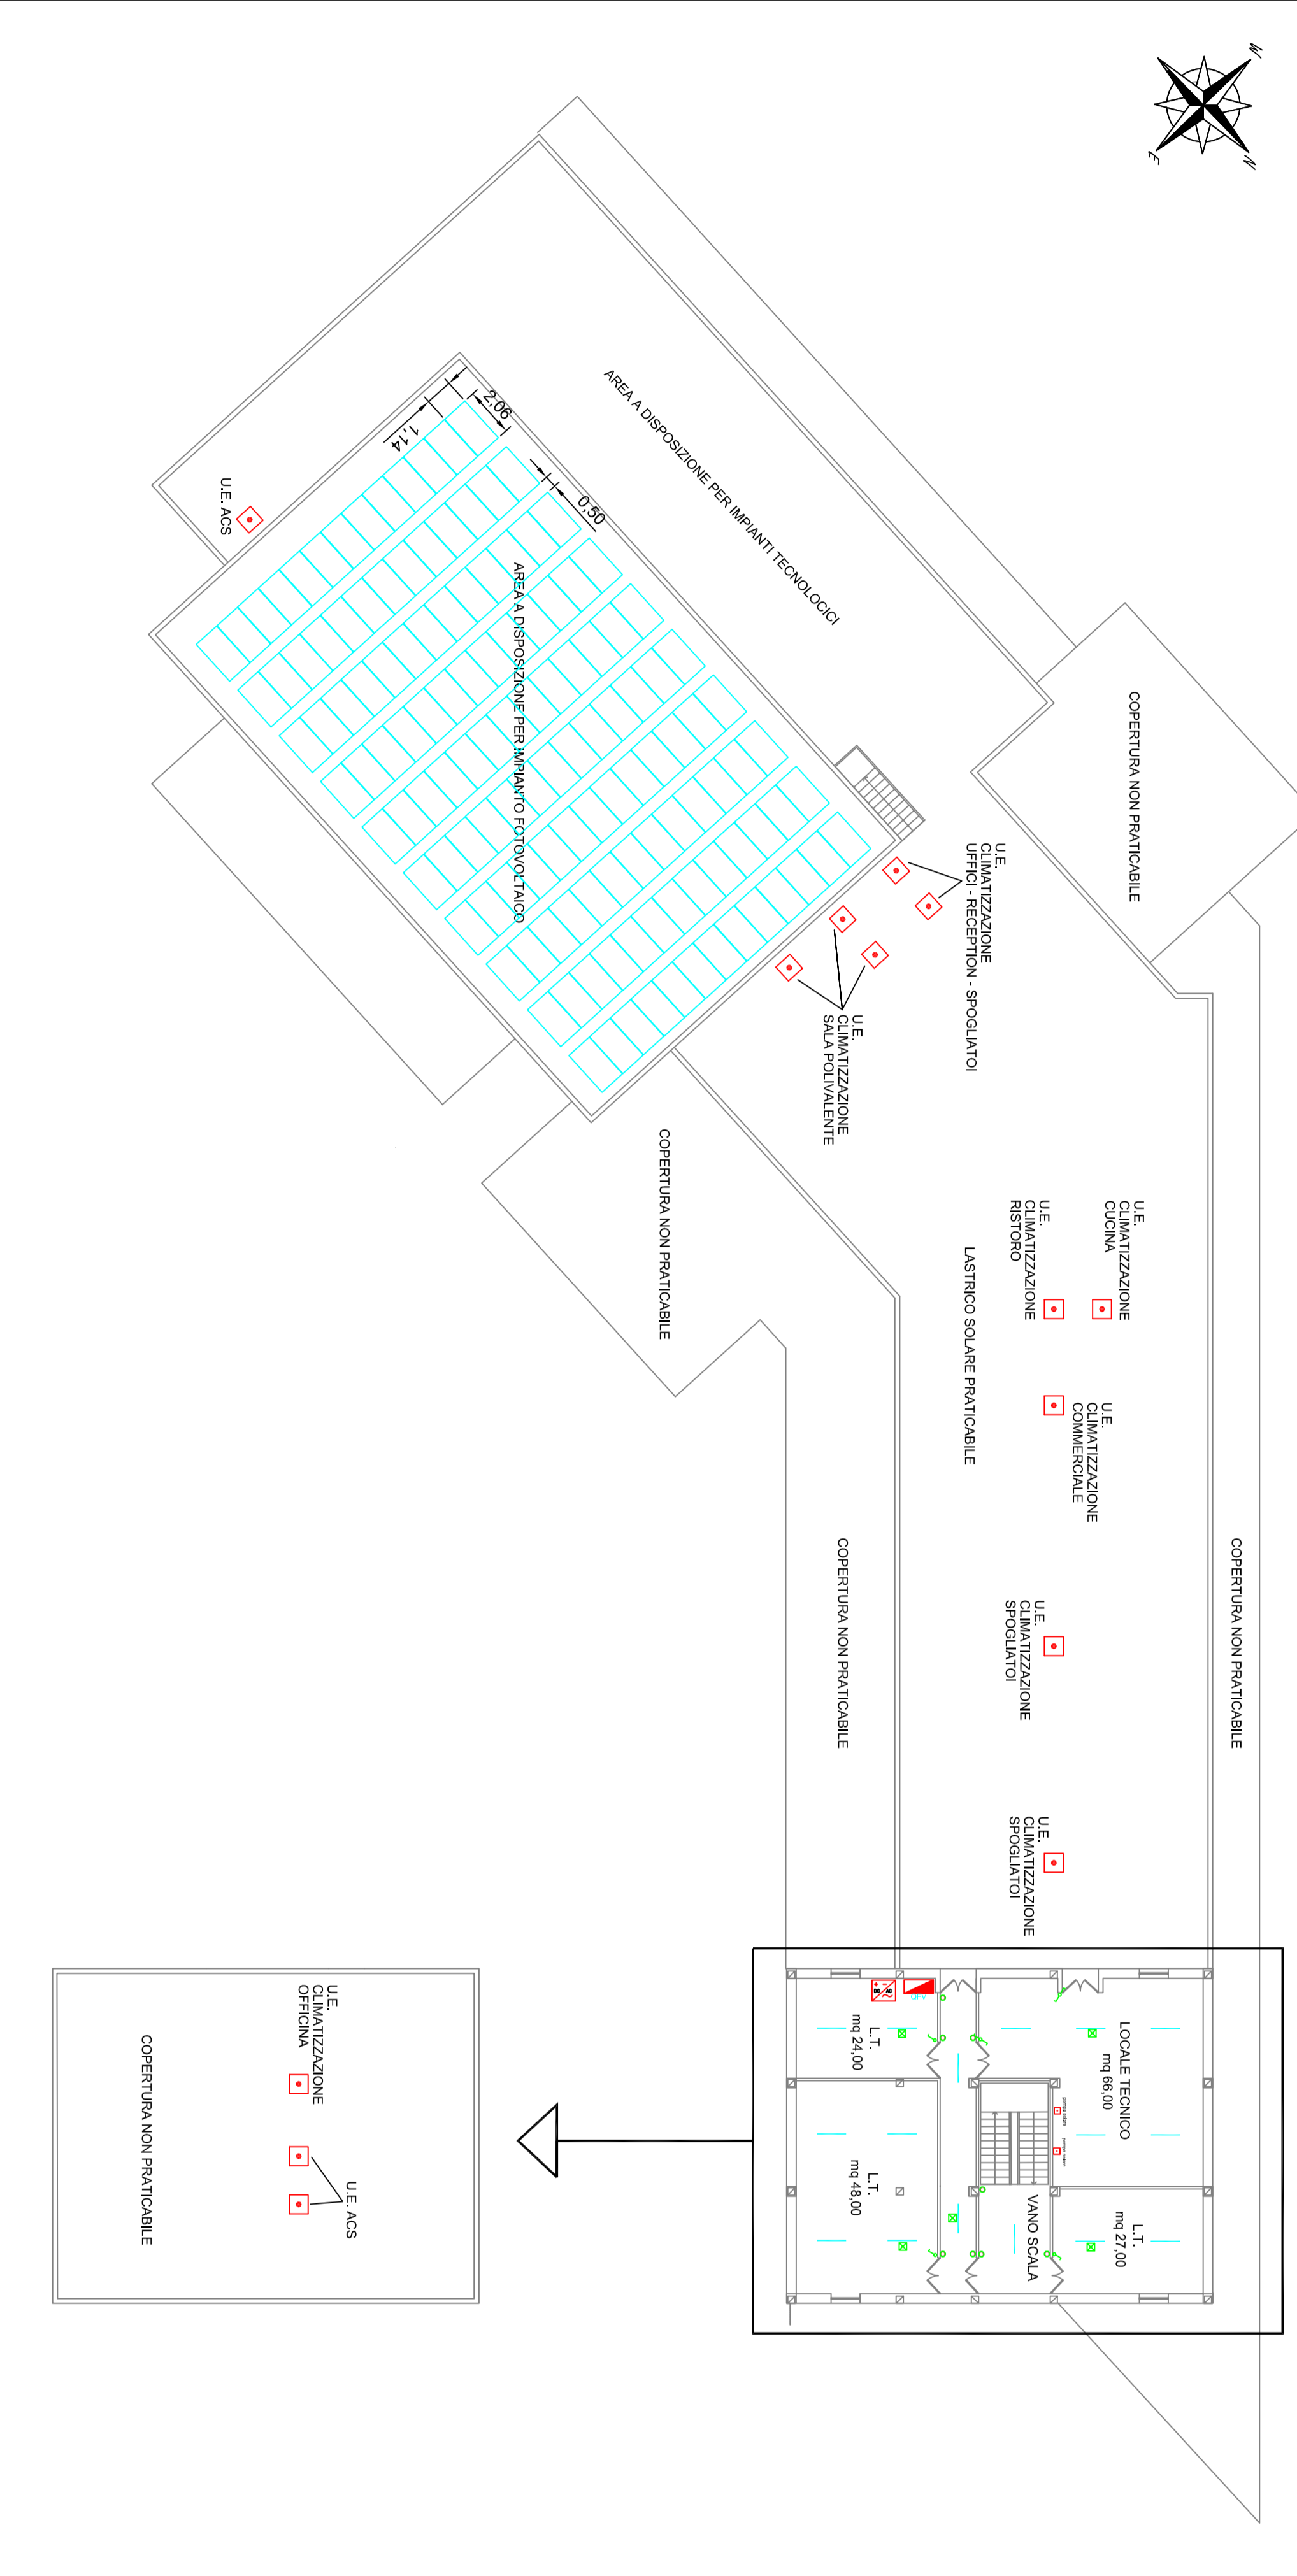 W
N
E
AREA A DISPOSIZIONE PER IMPIANTI TECNOLOCICI
2,06
1,14
0,50
U.E. ACS
AREA A DISPOSIZIONE PER IMPIANTO FOTOVOLTAICO
COPERTURA NON PRATICABILE
U.E.
CLIMATIZZAZIONE
UFFICI - RECEPTION - SPOGLIATOI
U.E.
CLIMATIZZAZIONE
SALA POLIVALENTE
COPERTURA NON PRATICABILE
U.E.
CLIMATIZZAZIONE
CUCINA
U.E.
CLIMATIZZAZIONE
RISTORO
LASTRICO SOLARE PRATICABILE
U.E.
CLIMATIZZAZIONE
COMMERCIALE
COPERTURA NON PRATICABILE
COPERTURA NON PRATICABILE
U.E.
CLIMATIZZAZIONE
SPOGLIATOI
U.E.
CLIMATIZZAZIONE
SPOGLIATOI
LOCALE TECNICO
mq 66,00
L.T.
mq 24,00
L.T.
mq 48,00
VANO SCALA
L.T.
mq 27,00
U.E.
CLIMATIZZAZIONE
OFFICINA
U.E. ACS
COPERTURA NON PRATICABILE